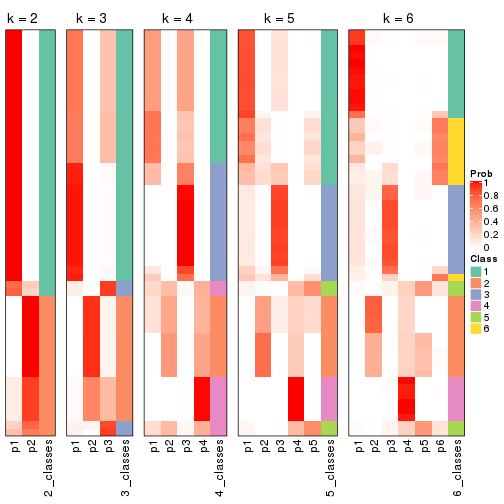 k = 2
k = 3
k = 4
k = 5
k = 6
Prob
1
0.8
0.6
0.4
0.2
0
Class
1
2
3
4
5
6
p1
p2
2_classes
p1
p2
p3
3_classes
p1
p2
p3
p4
4_classes
p1
p2
p3
p4
p5
5_classes
p1
p2
p3
p4
p5
p6
6_classes